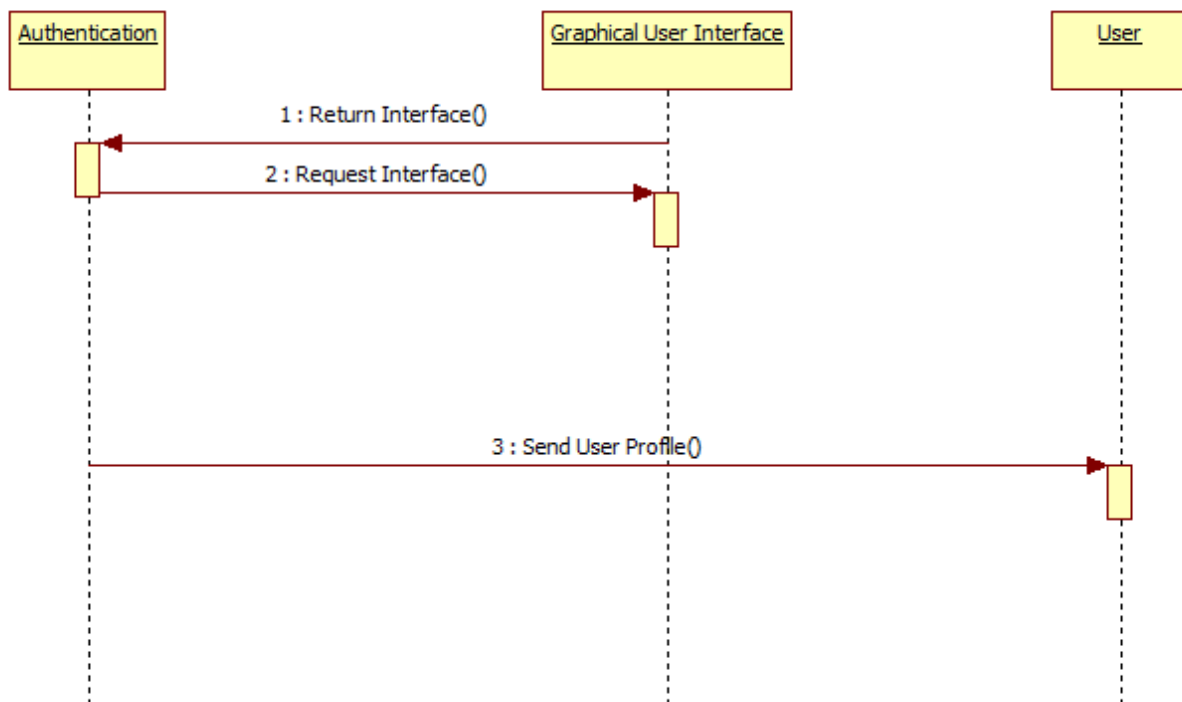 Authentication
Graphical User Interface
User
1 : Return Interface()
2 : Request Interface()
3 : Send User Profile()